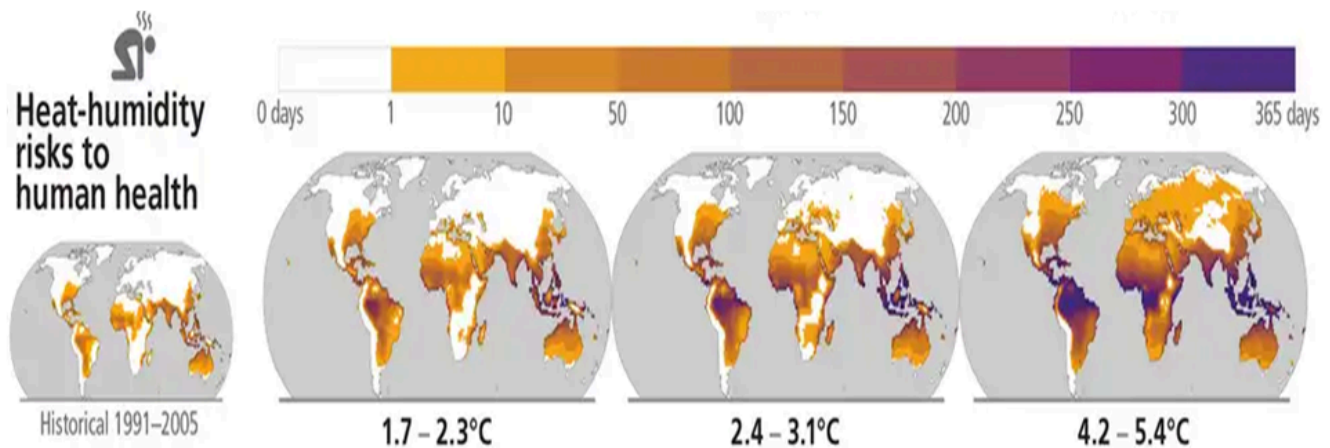 Heat-humidity
risks to
human health
0 days 1 10 50 100 150 200 250 300 365 days
Historical 1991–2005
1.7 – 2.3°C 2.4 – 3.1°C 4.2 – 5.4°C